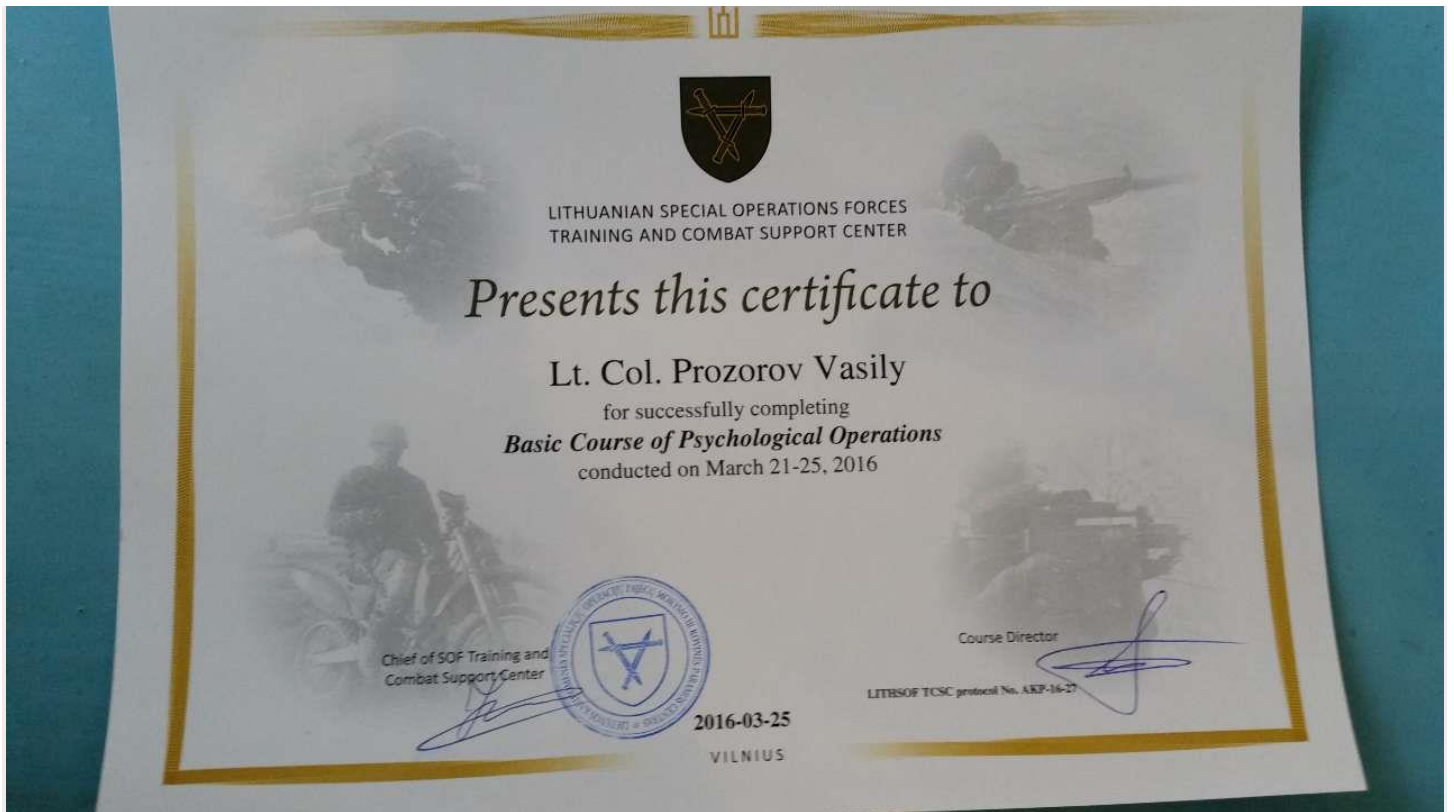 LITHUANIAN SPECIAL OPERATIONS FORCES
TRAINING AND COMBAT SUPPORT CENTER
Presents this certificate to
Lt. Col. Prozorov Vasily
for successfully completing
Basic Course of Psychological Operations
conducted on March 21-25, 2016
Chief of SOF Training and
Combat Support Center
Course Director
LITHSOF TCSC protocol No. AKP-16-27
2016-03-25
VILNIUS